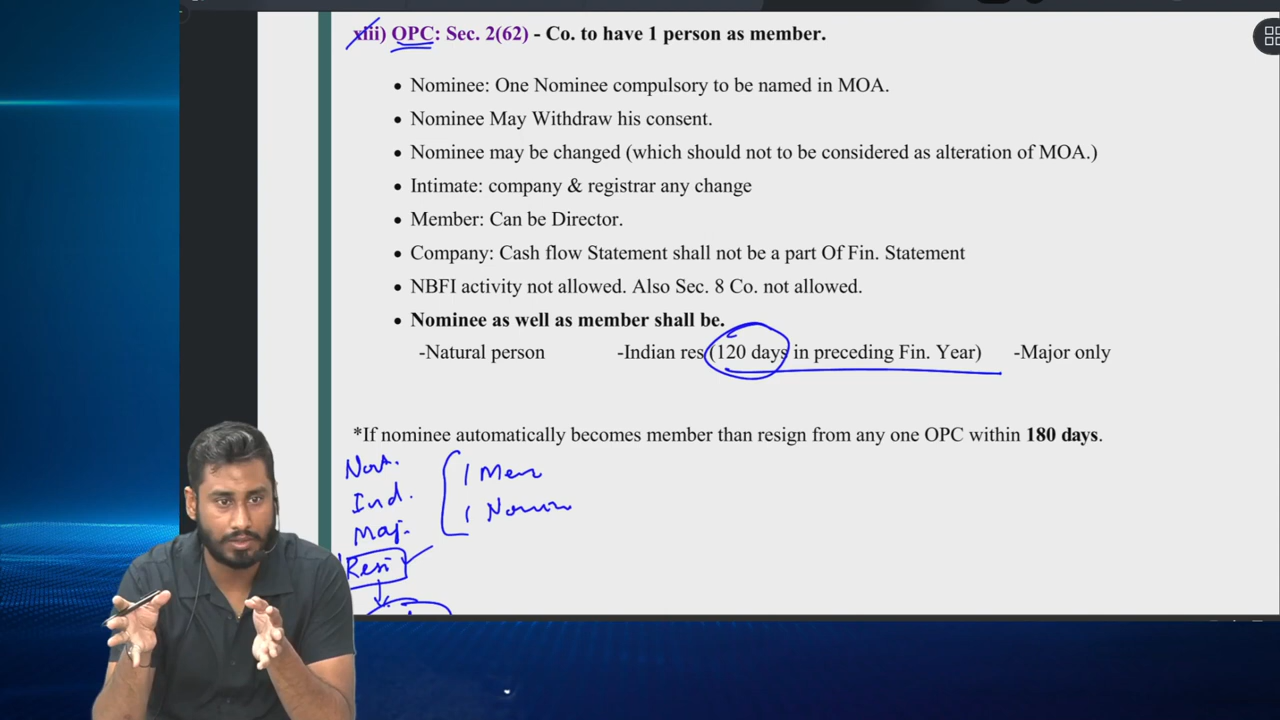 xiii) OPC: Sec. 2(62) - Co. to have 1 person as member.
• Nominee: One Nominee compulsory to be named in MOA.
• Nominee May Withdraw his consent.
• Nominee may be changed (which should not to be considered as alteration of MOA.)
• Intimate: company & registrar any change
• Member: Can be Director.
• Company: Cash flow Statement shall not be a part Of Fin. Statement
• NBFI activity not allowed. Also Sec. 8 Co. not allowed.
• Nominee as well as member shall be.
-Natural person -Indian res (120 days in preceding Fin. Year) -Major only
*If nominee automatically becomes member than resign from any one OPC within 180 days.
Nat.
Ind.
Maj.
Resi
1 Mem
1 Nomin